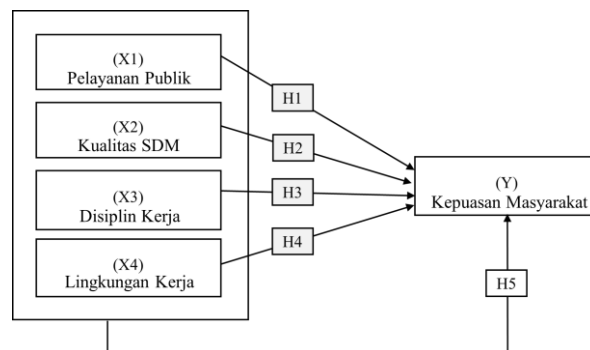 (X1)
Pelayanan Publik
H1
(X2)
Kualitas SDM
H2
(X3)
Disiplin Kerja
H3
(Y)
Kepuasan Masyarakat
(X4)
Lingkungan Kerja
H4
H5